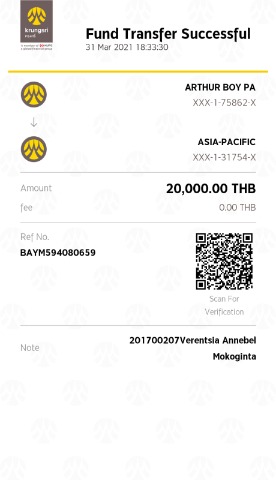 krungsri
Fund Transfer Successful
31 Mar 2021 18:33:30
ARTHUR BOY PA
XXX-1-75862-X
ASIA-PACIFIC
XXX-1-31754-X
Amount
20,000.00 THB
fee
0.00 THB
Ref No.
BAYM594080659
Scan For
Verification
Note
201700207Verentsia Annebel
Mokoginta